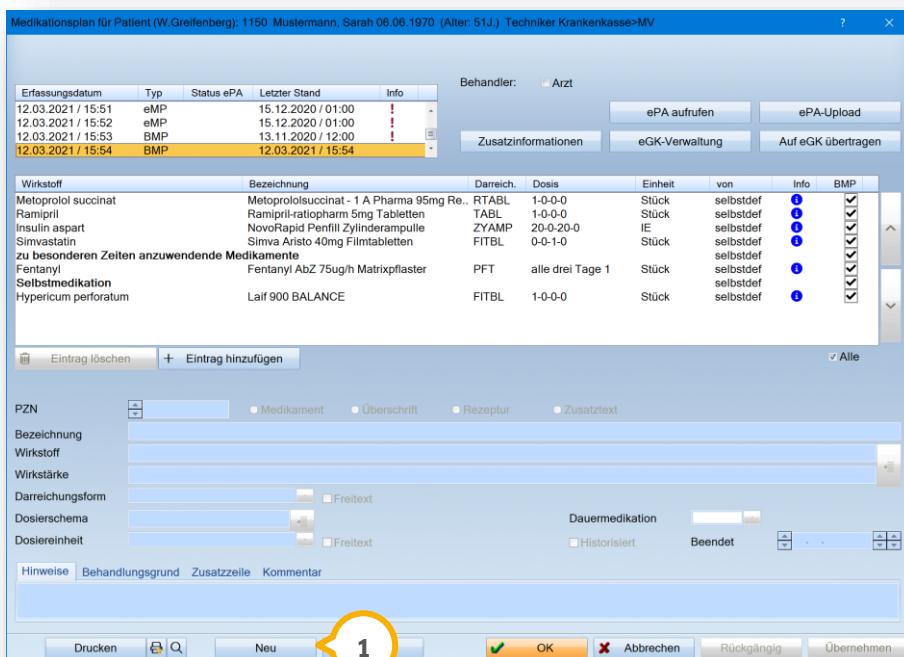 Medikationsplan für Patient (W.Greifenberg): 1150 Mustermann, Sarah 06.06.1970 (Alter: 51J.) Techniker Krankenkasse>MV ? ×
Behandler: Arzt
Erfassungsdatum Typ Status ePA Letzter Stand Info
12.03.2021 / 15:51 eMP 15.12.2020 / 01:00 !
12.03.2021 / 15:52 eMP 15.12.2020 / 01:00 !
12.03.2021 / 15:53 BMP 13.11.2020 / 12:00 !
12.03.2021 / 15:54 BMP 12.03.2021 / 15:54
ePA aufrufen ePA-Upload
Zusatzinformationen eGK-Verwaltung Auf eGK übertragen
Wirkstoff Bezeichnung Darreich. Dosis Einheit von Info BMP
Metoprolol succinat Metoprololsuccinat - 1 A Pharma 95mg Re.. RTABL 1-0-0-0 Stück selbstdef
Ramipril Ramipril-ratiopharm 5mg Tabletten TABL 1-0-0-0 Stück selbstdef
Insulin aspart NovoRapid Penfill Zylinderampulle ZYAMP 20-0-20-0 IE selbstdef
Simvastatin Simva Aristo 40mg Filmtabletten FITBL 0-0-1-0 Stück selbstdef
zu besonderen Zeiten anzuwendende Medikamente selbstdef
Fentanyl Fentanyl AbZ 75ug/h Matrixpflaster PFT alle drei Tage 1 Stück selbstdef
Selbstmedikation selbstdef
Hypericum perforatum Laif 900 BALANCE FITBL 1-0-0-0 Stück selbstdef
Eintrag löschen + Eintrag hinzufügen Alle
PZN Medikament Überschrift Rezeptur Zusatztext
Bezeichnung
Wirkstoff
Wirkstärke
Darreichungsform Freitext
Dosierschema Dauermedikation
Dosiereinheit Freitext Historisiert Beendet
Hinweise Behandlungsgrund Zusatzzeile Kommentar
Drucken Neu 1 OK Abbrechen Rückgängig Übernehmen